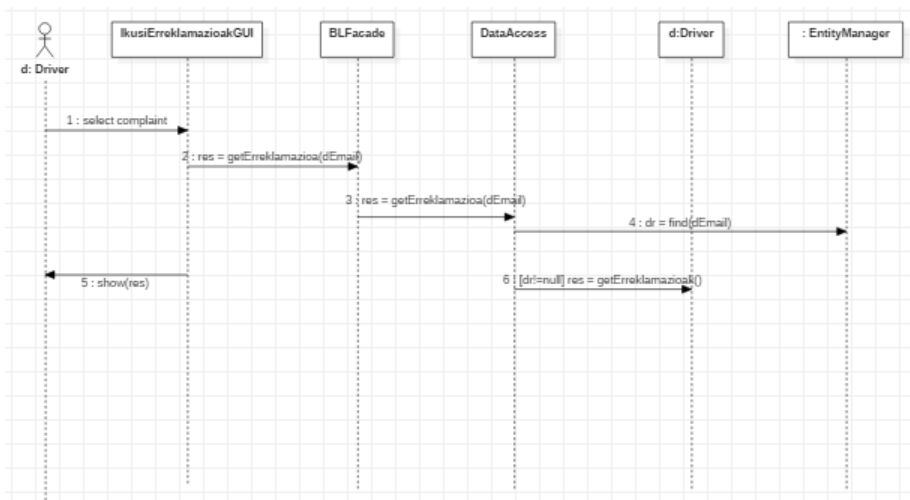 IkusiErreklamazioakGUI
BLFacade
DataAccess
d:Driver
: EntityManager
d: Driver
1 : select complaint
2 : res = getErreklamazioa(dEmail)
3 : res = getErreklamazioa(dEmail)
4 : dr = find(dEmail)
5 : show(res)
6 : [dr!=null] res = getErreklamazioak()